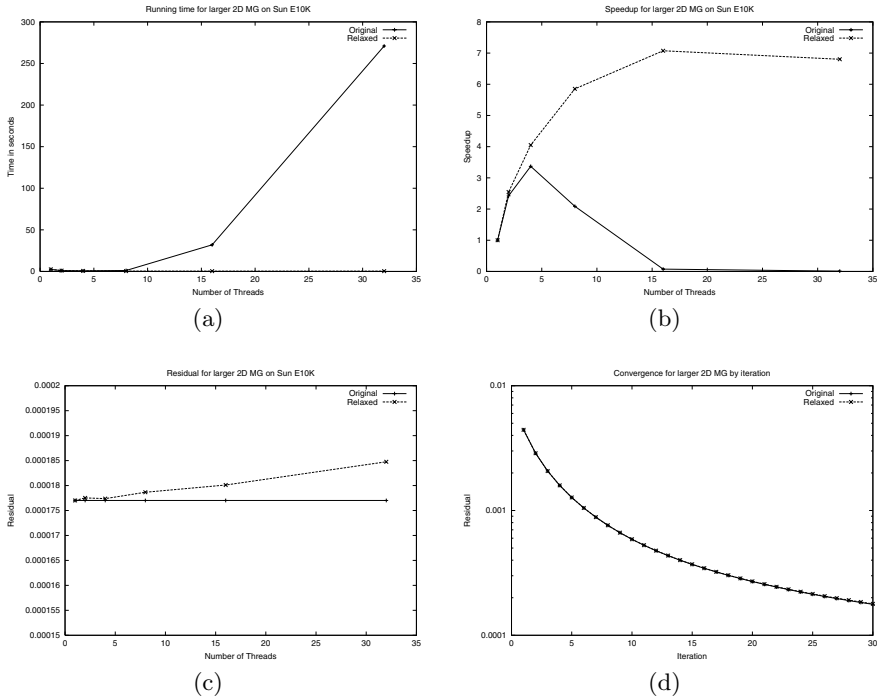 Running time for larger 2D MG on Sun E10K
Original
Relaxed
300
250
200
150
100
50
0
Time in seconds
0 5 10 15 20 25 30 35
Number of Threads
(a)
Speedup for larger 2D MG on Sun E10K
Original
Relaxed
8
7
6
5
4
3
2
1
0
Speedup
0 5 10 15 20 25 30 35
Number of Threads
(b)
Residual for larger 2D MG on Sun E10K
Original
Relaxed
0.0002
0.000195
0.00019
0.000185
0.00018
0.000175
0.00017
0.000165
0.00016
0.000155
0.00015
Residual
0 5 10 15 20 25 30 35
Number of Threads
(c)
Convergence for larger 2D MG by iteration
Original
Relaxed
0.01
0.001
0.0001
Residual
0 5 10 15 20 25 30
Iteration
(d)